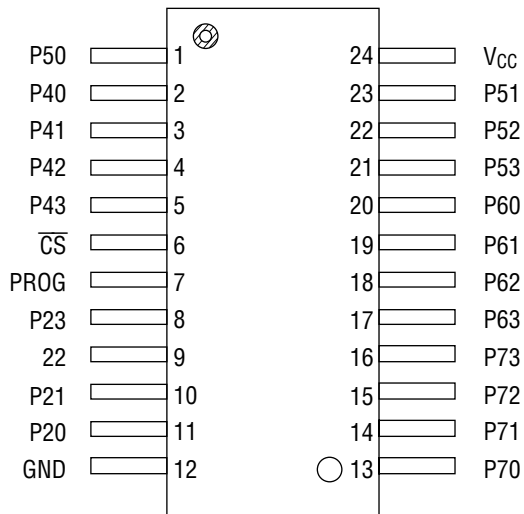 P50 1 24 VCC
P40 2 23 P51
P41 3 22 P52
P42 4 21 P53
P43 5 20 P60
C̅S̅ 6 19 P61
PROG 7 18 P62
P23 8 17 P63
22 9 16 P73
P21 10 15 P72
P20 11 14 P71
GND 12 13 P70